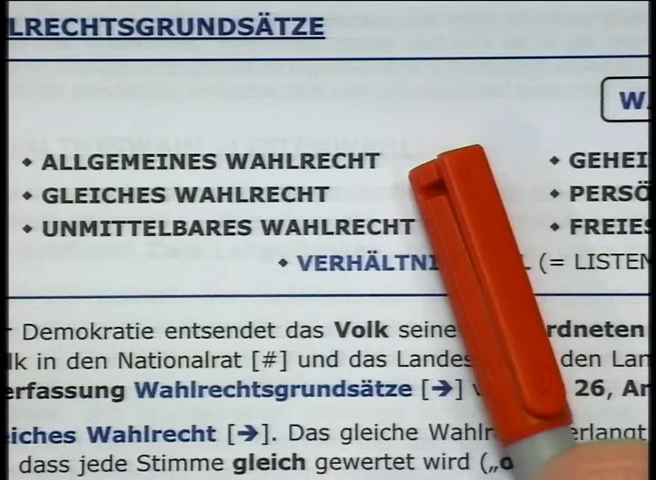 LRECHTSGRUNDSÄTZE
W
◆ ALLGEMEINES WAHLRECHT ◆ GEHEI
◆ GLEICHES WAHLRECHT ◆ PERSÖ
◆ UNMITTELBARES WAHLRECHT ◆ FREIES
◆ VERHÄLTNI L (= LISTEN
Demokratie entsendet das Volk seine rdneten
lk in den Nationalrat [#] und das Landes den Lan
erfassung Wahlrechtsgrundsätze [➔] 26, Ar
eiches Wahlrecht [➔]. Das gleiche Wahlr erlangt
dass jede Stimme gleich gewertet wird („o